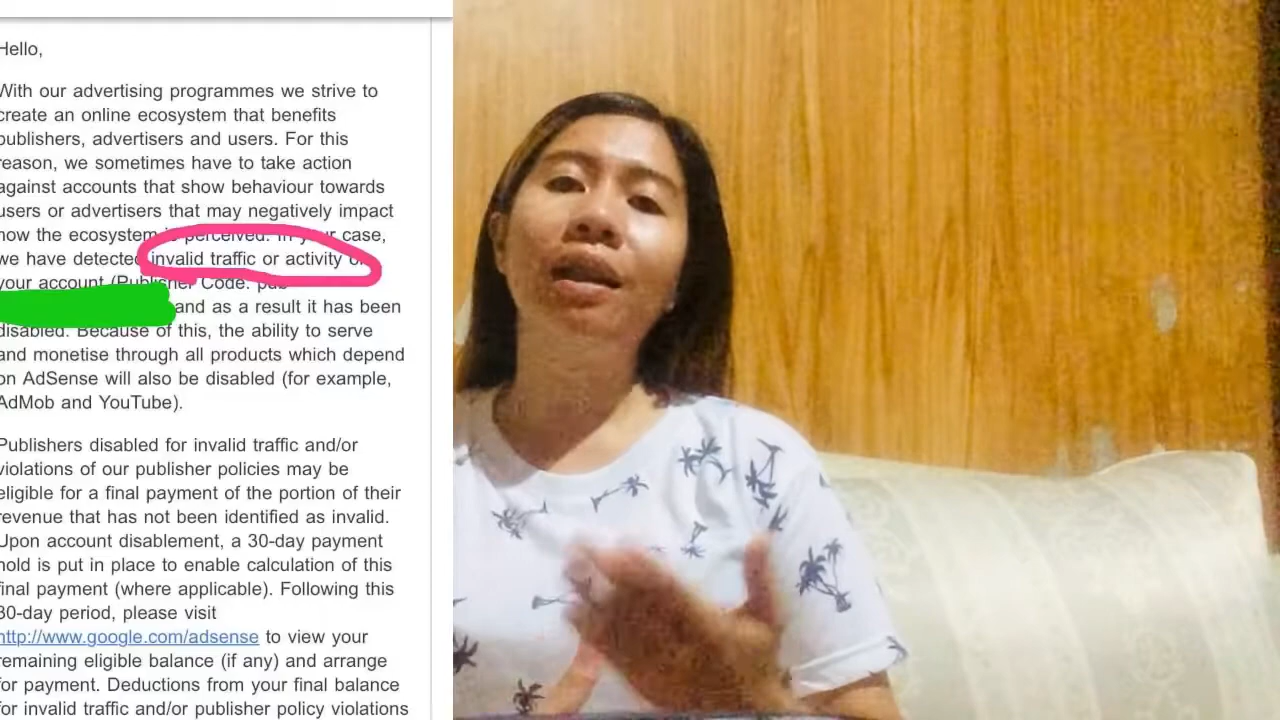 Hello,
With our advertising programmes we strive to
create an online ecosystem that benefits
publishers, advertisers and users. For this
reason, we sometimes have to take action
against accounts that show behaviour towards
users or advertisers that may negatively impact
how the ecosystem is perceived. In your case,
we have detected invalid traffic or activity
your account (Publisher Code: pub-
and as a result it has been
disabled. Because of this, the ability to serve
and monetise through all products which depend
on AdSense will also be disabled (for example,
AdMob and YouTube).
Publishers disabled for invalid traffic and/or
violations of our publisher policies may be
eligible for a final payment of the portion of their
revenue that has not been identified as invalid.
Upon account disablement, a 30-day payment
hold is put in place to enable calculation of this
final payment (where applicable). Following this
30-day period, please visit
http://www.google.com/adsense to view your
remaining eligible balance (if any) and arrange
for payment. Deductions from your final balance
for invalid traffic and/or publisher policy violations